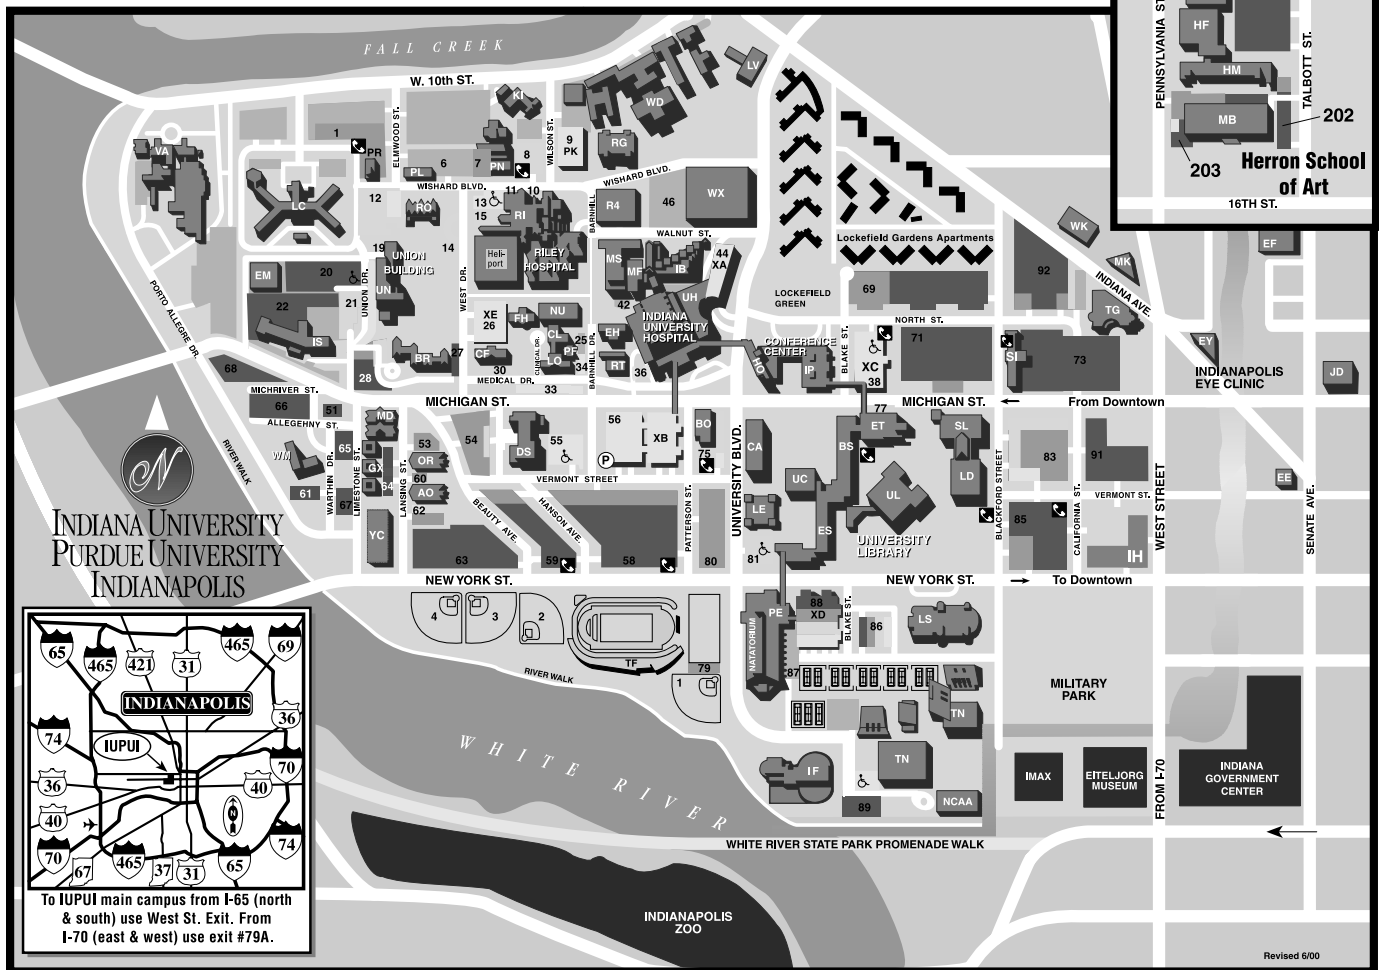 FALL CREEK
W. 10th ST.
ELMWOOD ST.
WILSON ST.
KI
LV
WD
1
PR
VA
PL
6
7
PN
8
9
PK
RG
WISHARD BLVD.
WISHARD BLVD.
LC
12
RO
13
11
10
15
RI
BARNHILL
R4
46
WX
WALNUT ST.
19
UNION
BUILDING
14
Heli-
port
RILEY
HOSPITAL
MS
MF
IB
44
XA
EM
20
UNION DR.
UN
WEST DR.
21
22
42
UH
PORTO ALLEGRE DR.
XE
26
FH
NU
INDIANA
UNIVERSITY
HOSPITAL
IS
CL
25
EH
BR
27
CF
30
CLINICAL DR.
LO
PF
34
BARNHILL DR.
RT
36
68
28
MEDICAL DR.
33
Lockefield Gardens Apartments
LOCKEFIELD
GREEN
69
92
WK
MK
INDIANA AVE.
TG
NORTH ST.
CONFERENCE
CENTER
HO
IP
BLAKE ST.
XC
38
71
SI
73
EY
INDIANAPOLIS
EYE CLINIC
EF
JD
PENNSYLVANIA ST.
TALBOTT ST.
HF
HM
MB
202
203
Herron School
of Art
16TH ST.
MICHRIVER ST.
66
51
MICHIGAN ST.
77
MICHIGAN ST.
From Downtown
ALLEGHENY ST.
MD
RIVER WALK
WM
65
53
54
DS
55
56
P
XB
BO
75
CA
BS
ET
SL
83
91
61
WARTHIN DR.
LIMESTONE ST.
67
GX
64
LANSING ST.
OR
60
AO
62
VERMONT STREET
UNIVERSITY BLVD.
UC
UL
LD
BLACKFORD STREET
CALIFORNIA ST.
VERMONT ST.
WEST STREET
EE
SENATE AVE.
YC
63
BEAUTY AVE.
HANSON AVE.
59
58
PATTERSON ST.
80
81
LE
ES
UNIVERSITY
LIBRARY
85
IH
NEW YORK ST.
NEW YORK ST.
To Downtown
N
INDIANA UNIVERSITY
PURDUE UNIVERSITY
INDIANAPOLIS
4
3
2
TF
RIVER WALK
79
1
NATATORIUM
PE
88
XD
BLAKE ST.
86
LS
87
MILITARY
PARK
TN
TN
IF
89
NCAA
IMAX
EITELJORG
MUSEUM
FROM I-70
INDIANA
GOVERNMENT
CENTER
WHITE RIVER
WHITE RIVER STATE PARK PROMENADE WALK
INDIANAPOLIS
ZOO
65
465
421
31
465
69
INDIANAPOLIS
36
74
IUPUI
70
36
40
40
N
70
67
465
37
31
65
74
To IUPUI main campus from I-65 (north
& south) use West St. Exit. From
I-70 (east & west) use exit #79A.
Revised 6/00